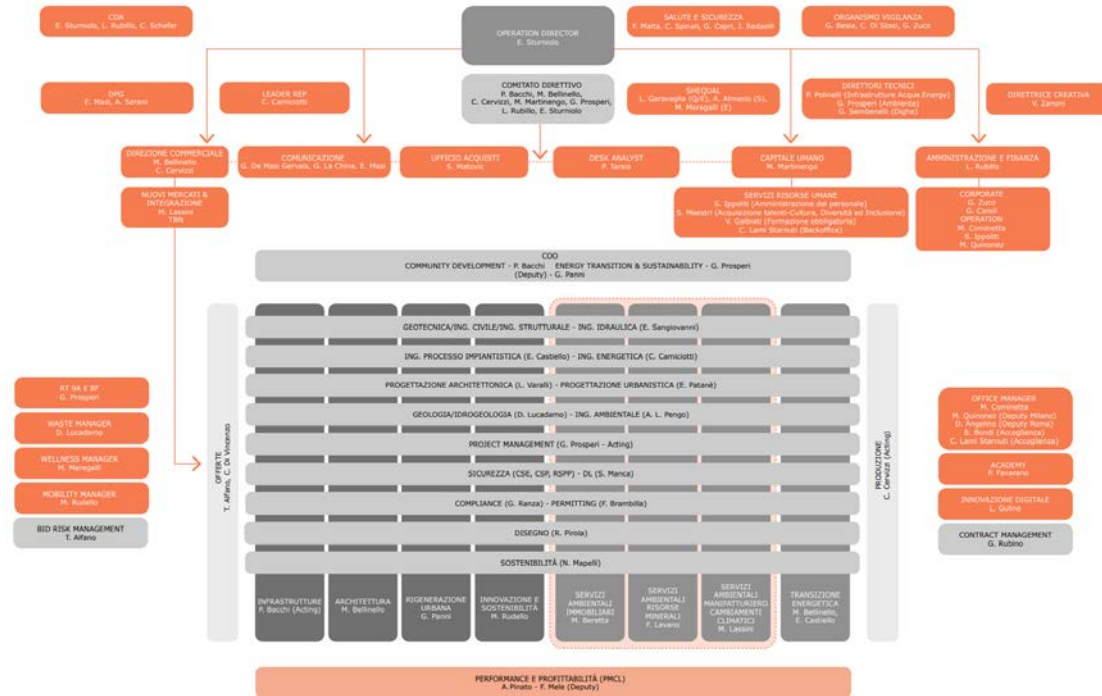 CDA
E. Sturniolo, L. Rubillo, C. Schefer
OPERATION DIRECTOR
E. Sturniolo
SALUTE E SICUREZZA
F. Malta, C. Spinati, G. Capri, I. Radaelli
ORGANISMO VIGILANZA
G. Besia, C. Di Stasi, G. Zuco
DPG
E. Masi, A. Sarani
LEADER REP
C. Camiciotti
COMITATO DIRETTIVO
P. Bacchi, M. Bellinello,
C. Cervizzi, M. Martinengo, G. Prosperi,
L. Rubillo, E. Sturniolo
SHEQUAL
L. Garavaglia (Q/E), A. Almasio (S),
M. Meregalli (E)
DIRETTORI TECNICI
P. Polinelli (Infrastrutture Acque Energy)
G. Prosperi (Ambiente)
G. Sembenelli (Dighe)
DIRETTRICE CREATIVA
V. Zanoni
DIREZIONE COMMERCIALE
M. Bellinello
C. Cervizzi
COMUNICAZIONE
G. De Masi Gervais, G. La China, E. Masi
UFFICIO ACQUISTI
S. Matovic
DESK ANALYST
P. Tarsia
CAPITALE UMANO
M. Martinengo
AMMINISTRAZIONE E FINANZA
L. Rubillo
NUOVI MERCATI &
INTEGRAZIONE
M. Lassini
TBN
SERVIZI RISORSE UMANE
S. Ippoliti (Amministrazione del personale)
S. Maestri (Acquisizione talenti-Cultura, Diversità ed Inclusione)
V. Galbiati (Formazione obbligatoria)
C. Lami Starnuti (Backoffice)
CORPORATE
G. Zuco
G. Caroli
OPERATION
M. Cominetta
S. Ippoliti
M. Quinonez
CDO
COMMUNITY DEVELOPMENT - P. Bacchi ENERGY TRANSITION & SUSTAINABILITY - G. Prosperi
(Deputy) - G. Panni
GEOTECNICA/ING. CIVILE/ING. STRUTTURALE - ING. IDRAULICA (E. Sangiovanni)
ING. PROCESSO IMPIANTISTICA (E. Castiello) - ING. ENERGETICA (C. Camiciotti)
PROGETTAZIONE ARCHITETTONICA (L. Varalli) - PROGETTAZIONE URBANISTICA (E. Patanè)
GEOLOGIA/IDROGEOLOGIA (D. Lucadamo) - ING. AMBIENTALE (A. L. Pengo)
PROJECT MANAGEMENT (G. Prosperi - Acting)
SICUREZZA (CSE, CSP, RSPP) - DL (S. Manca)
COMPLIANCE (G. Ranza) - PERMITTING (F. Brambilla)
DISEGNO (R. Pirola)
SOSTENIBILITÀ (N. Mapelli)
OFFERTE
T. Alfano, C. Di Vincenzo
PRODUZIONE
C. Cervizzi (Acting)
RT 9A E RF
G. Prosperi
WASTE MANAGER
D. Lucadamo
WELLNESS MANAGER
M. Meregalli
MOBILITY MANAGER
M. Rudello
BID RISK MANAGEMENT
T. Alfano
OFFICE MANAGER
M. Cominetta
M. Quinonez (Deputy Milano)
D. Angelino (Deputy Roma)
B. Bondi (Accoglienza)
C. Lami Starnuti (Accoglienza)
ACADEMY
P. Favarano
INNOVAZIONE DIGITALE
L. Gulino
CONTRACT MANAGEMENT
G. Rubino
INFRASTRUTTURE
P. Bacchi (Acting)
ARCHITETTURA
M. Bellinello
RIGENERAZIONE
URBANA
G. Panni
INNOVAZIONE E
SOSTENIBILITÀ
M. Rudello
SERVIZI
AMBIENTALI
IMMOBILIARI
M. Beretta
SERVIZI
AMBIENTALI
RISORSE
MINERALI
F. Lavano
SERVIZI
AMBIENTALI
MANIFATTURIERO
CAMBIAMENTI
CLIMATICI
M. Lassini
TRANSIZIONE
ENERGETICA
M. Bellinello,
E. Castiello
PERFORMANCE E PROFITTABILITÀ (PMCL)
A. Pinato - F. Mele (Deputy)